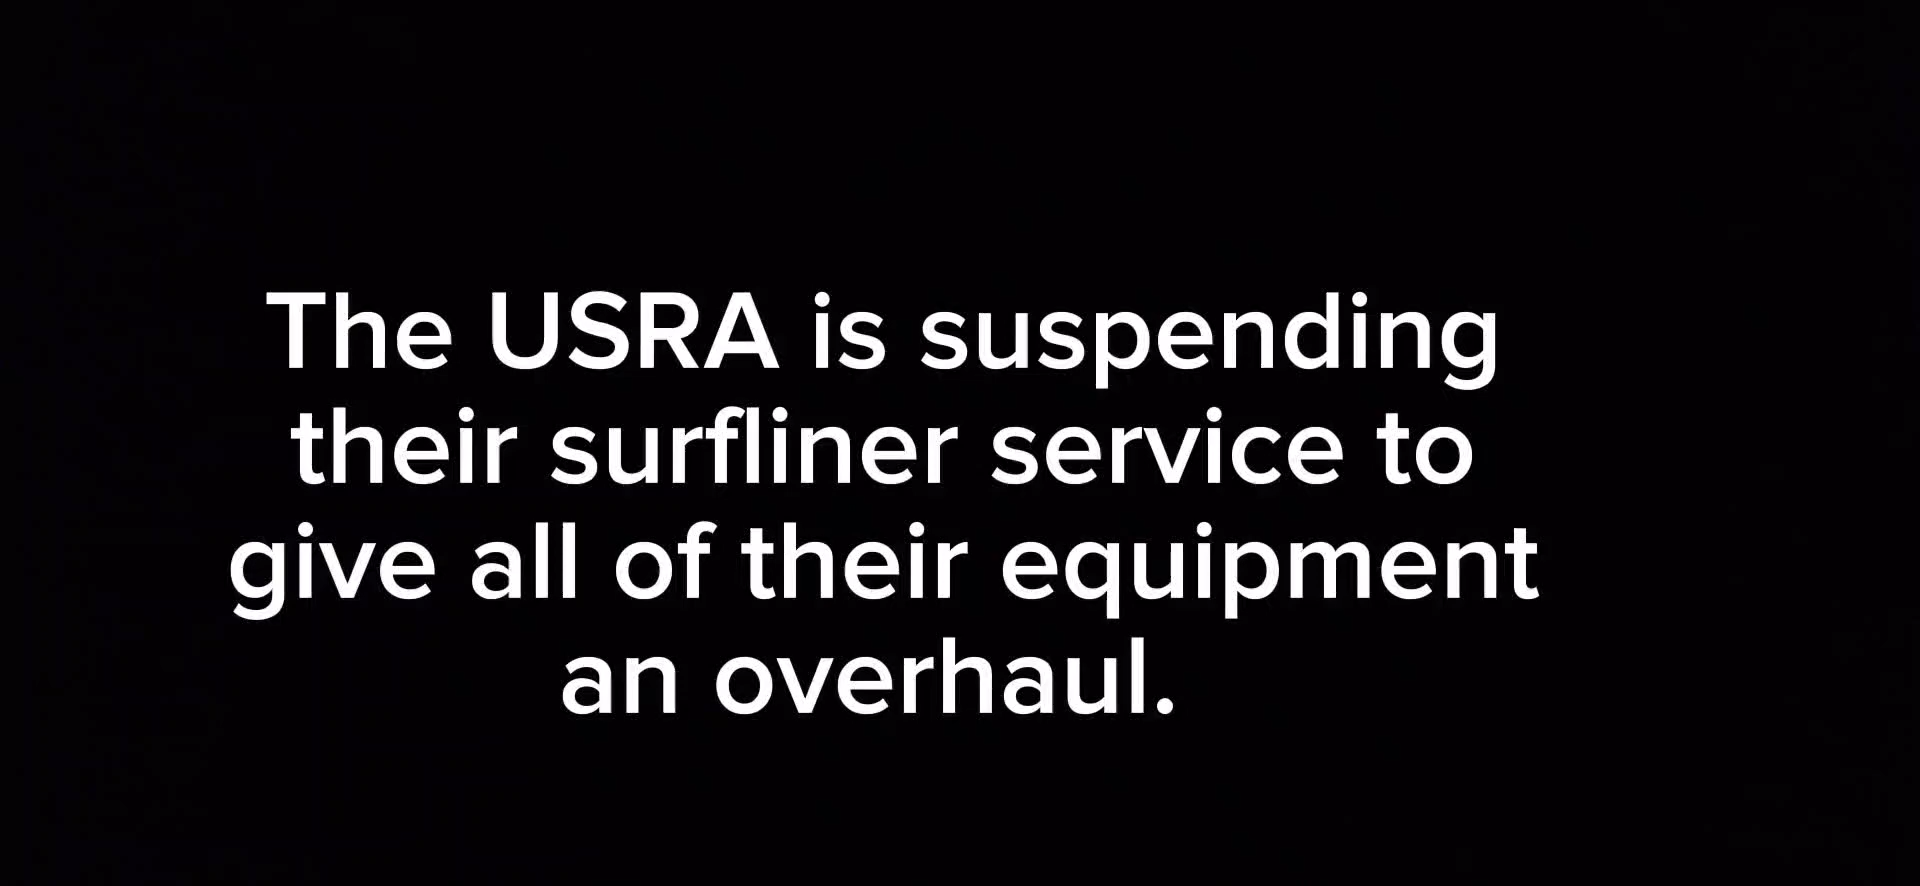 The USRA is suspending
their surfliner service to
give all of their equipment
an overhaul.